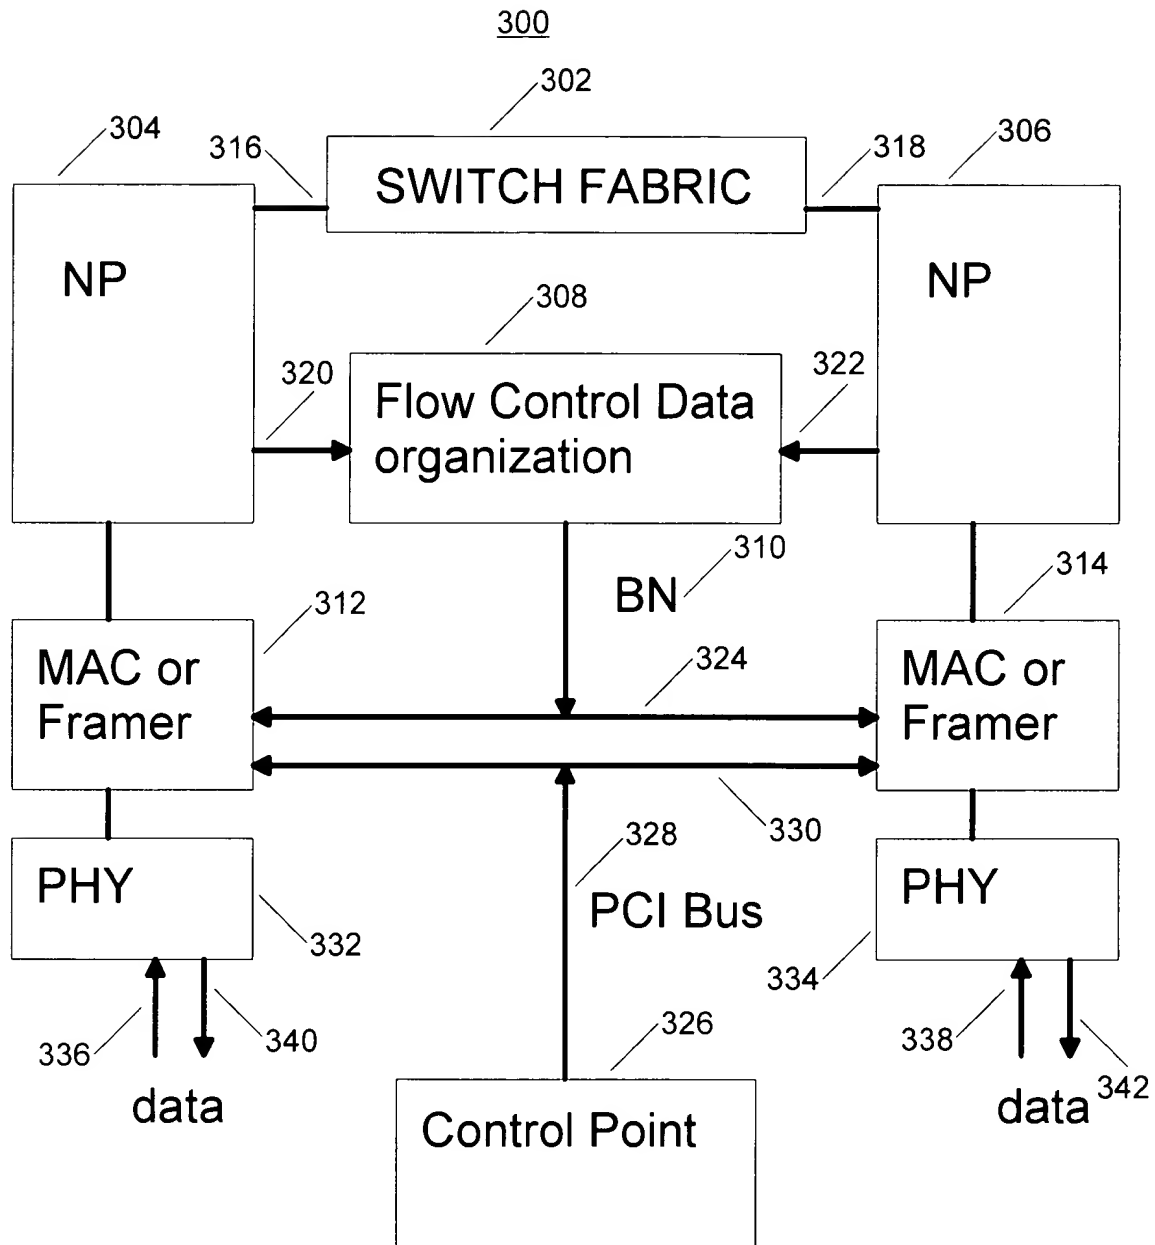 300
302
304
316
318
306
SWITCH FABRIC
NP
NP
308
320
322
Flow Control Data
organization
310
BN
312
314
324
MAC or
Framer
MAC or
Framer
328
330
PHY
PHY
PCI Bus
332
334
336
340
326
338
342
data
data
Control Point